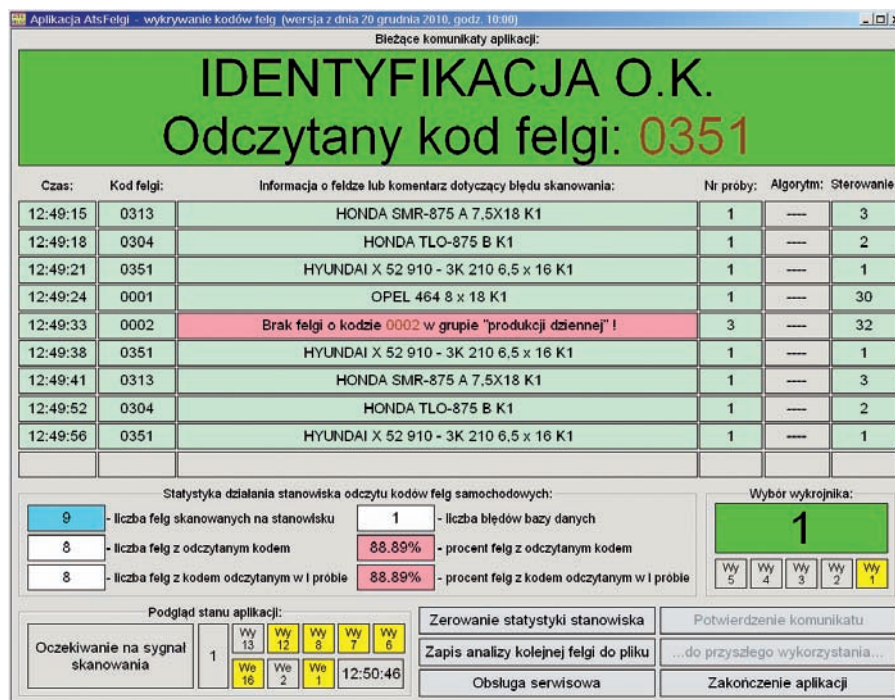 Aplikacja AtsFelgi - wykrywanie kodów felg (wersja z dnia 20 grudnia 2010, godz. 10:00)
Bieżące komunikaty aplikacji:
IDENTYFIKACJA O.K.
Odczytany kod felgi: 0351
Czas: Kod felgi: Informacja o feldze lub komentarz dotyczący błędu skanowania: Nr próby: Algorytm: Sterowanie
12:49:15 0313 HONDA SMR-875 A 7,5X18 K1 1 ---- 3
12:49:18 0304 HONDA TLO-875 B K1 1 ---- 2
12:49:21 0351 HYUNDAI X 52 910 - 3K 210 6,5 x 16 K1 1 ---- 1
12:49:24 0001 OPEL 464 8 x 18 K1 1 ---- 30
12:49:33 0002 Brak felgi o kodzie 0002 w grupie "produkcji dziennej" ! 3 ---- 32
12:49:38 0351 HYUNDAI X 52 910 - 3K 210 6,5 x 16 K1 1 ---- 1
12:49:41 0313 HONDA SMR-875 A 7,5X18 K1 1 ---- 3
12:49:52 0304 HONDA TLO-875 B K1 1 ---- 2
12:49:56 0351 HYUNDAI X 52 910 - 3K 210 6,5 x 16 K1 1 ---- 1
Statystyka działania stanowiska odczytu kodów felg samochodowych:
9 - liczba felg skanowanych na stanowisku 1 - liczba błędów bazy danych
8 - liczba felg z odczytanym kodem 88.89% - procent felg z odczytanym kodem
8 - liczba felg z kodem odczytanym w I próbie 88.89% - procent felg z kodem odczytanym w I próbie
Wybór wykrojnika:
1
Wy 5 Wy 4 Wy 3 Wy 2 Wy 1
Podgląd stanu aplikacji:
Oczekiwanie na sygnał skanowania
1
Wy 13 Wy 12 Wy 8 Wy 7 Wy 6
We 16 We 2 We 1 12:50:46
Zerowanie statystyki stanowiska Potwierdzenie komunikatu
Zapis analizy kolejnej felgi do pliku ...do przyszłego wykorzystania...
Obsługa serwisowa Zakończenie aplikacji